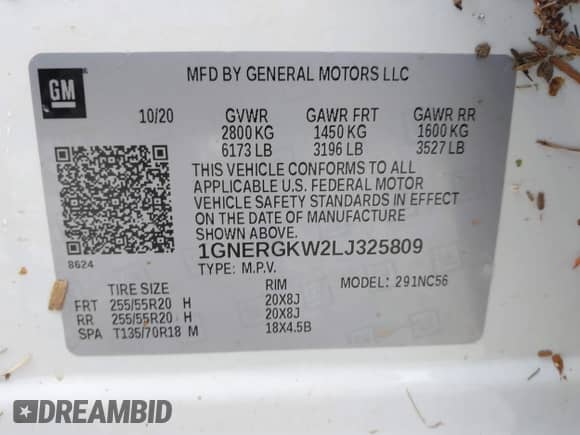 GM
MFD BY GENERAL MOTORS LLC
10/20 GVWR GAWR FRT GAWR RR
2800 KG 1450 KG 1600 KG
6173 LB 3196 LB 3527 LB
THIS VEHICLE CONFORMS TO ALL
APPLICABLE U.S. FEDERAL MOTOR
VEHICLE SAFETY STANDARDS IN EFFECT
ON THE DATE OF MANUFACTURE
SHOWN ABOVE.
8624
1GNERGKW2LJ325809
TYPE: M.P.V. MODEL: 291NC56
TIRE SIZE RIM
FRT 255/55R20 H 20X8J
RR 255/55R20 H 20X8J
SPA T135/70R18 M 18X4.5B
DREAMBID